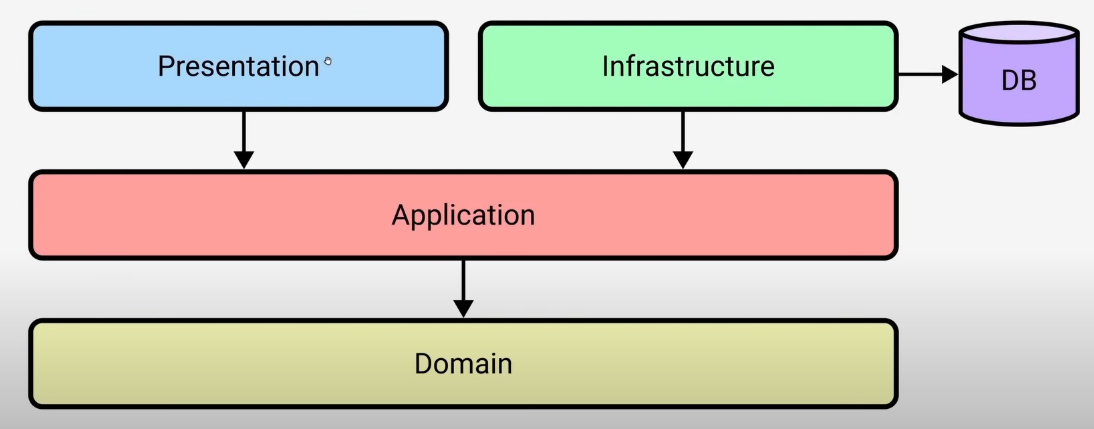 Presentation
Infrastructure
DB
Application
Domain